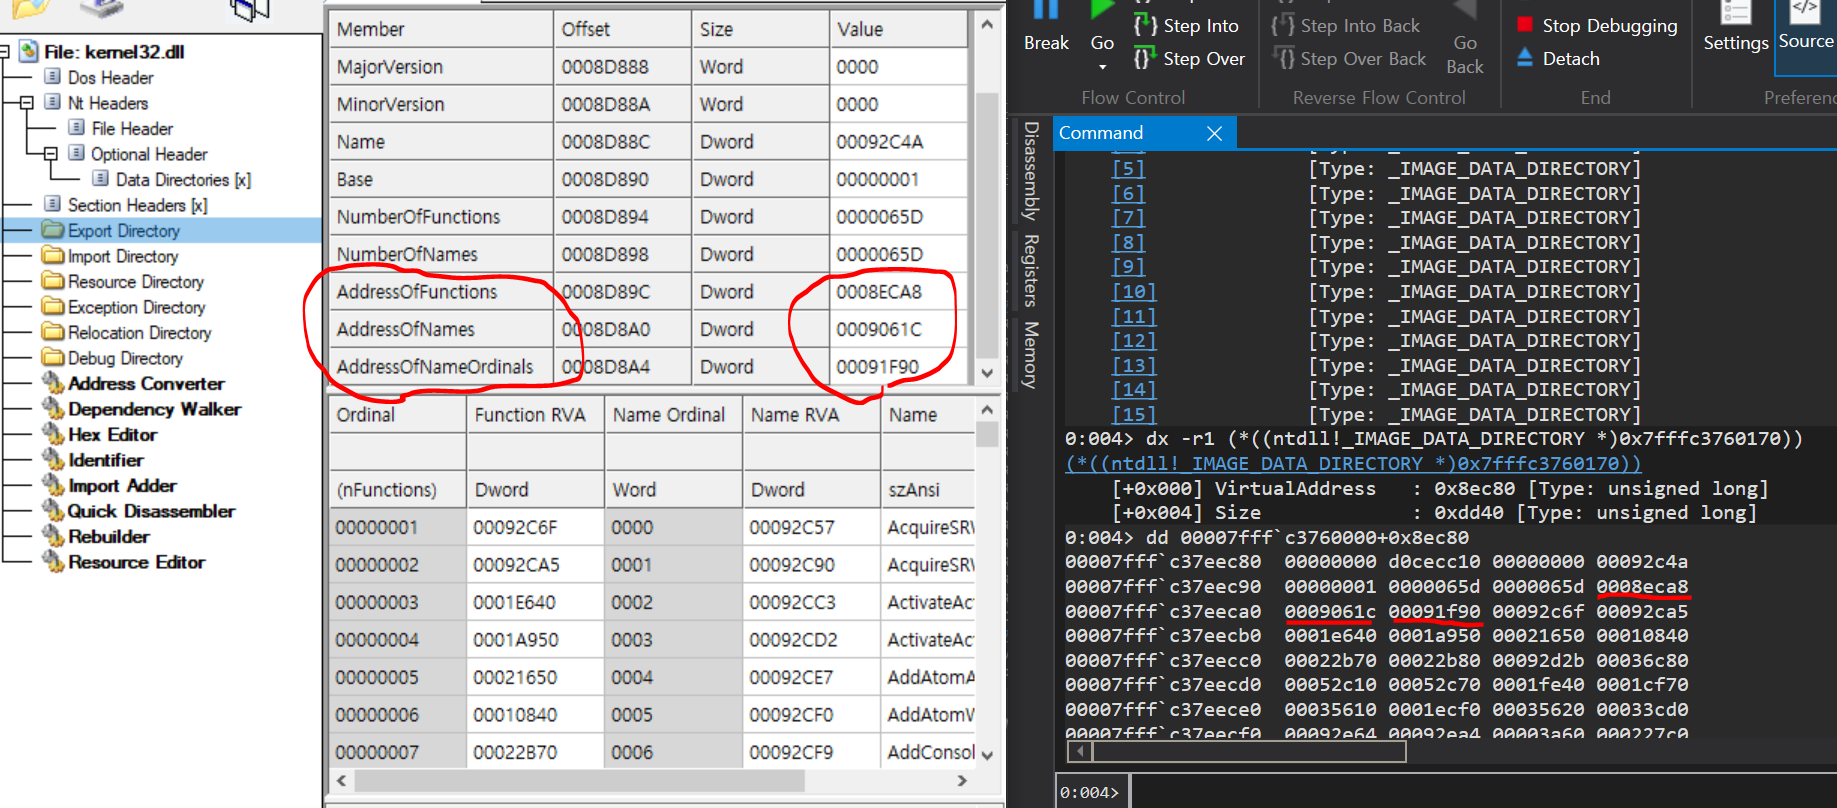 File: kernel32.dll
Dos Header
Nt Headers
File Header
Optional Header
Data Directories [x]
Section Headers [x]
Export Directory
Import Directory
Resource Directory
Exception Directory
Relocation Directory
Debug Directory
Address Converter
Dependency Walker
Hex Editor
Identifier
Import Adder
Quick Disassembler
Rebuilder
Resource Editor
Member Offset Size Value
MajorVersion 0008D888 Word 0000
MinorVersion 0008D88A Word 0000
Name 0008D88C Dword 00092C4A
Base 0008D890 Dword 00000001
NumberOfFunctions 0008D894 Dword 0000065D
NumberOfNames 0008D898 Dword 0000065D
AddressOfFunctions 0008D89C Dword 0008ECA8
AddressOfNames 0008D8A0 Dword 0009061C
AddressOfNameOrdinals 0008D8A4 Dword 00091F90
Ordinal Function RVA Name Ordinal Name RVA Name
(nFunctions) Dword Word Dword szAnsi
00000001 00092C6F 0000 00092C57 AcquireSRW
00000002 00092CA5 0001 00092C90 AcquireSRW
00000003 0001E640 0002 00092CC3 ActivateAct
00000004 0001A950 0003 00092CD2 ActivateAct
00000005 00021650 0004 00092CE7 AddAtomA
00000006 00010840 0005 00092CF0 AddAtomW
00000007 00022B70 0006 00092CF9 AddConsol
Break
Go
Step Into
Step Over
Flow Control
Step Into Back
Step Over Back
Go
Back
Reverse Flow Control
Stop Debugging
Detach
End
Settings
Source
Preferenc
Disassembly
Registers
Memory
Command
[5] [Type: _IMAGE_DATA_DIRECTORY]
[6] [Type: _IMAGE_DATA_DIRECTORY]
[7] [Type: _IMAGE_DATA_DIRECTORY]
[8] [Type: _IMAGE_DATA_DIRECTORY]
[9] [Type: _IMAGE_DATA_DIRECTORY]
[10] [Type: _IMAGE_DATA_DIRECTORY]
[11] [Type: _IMAGE_DATA_DIRECTORY]
[12] [Type: _IMAGE_DATA_DIRECTORY]
[13] [Type: _IMAGE_DATA_DIRECTORY]
[14] [Type: _IMAGE_DATA_DIRECTORY]
[15] [Type: _IMAGE_DATA_DIRECTORY]
0:004> dx -r1 (*((ntdll!_IMAGE_DATA_DIRECTORY *)0x7fffc3760170))
(*((ntdll!_IMAGE_DATA_DIRECTORY *)0x7fffc3760170))
[+0x000] VirtualAddress : 0x8ec80 [Type: unsigned long]
[+0x004] Size : 0xdd40 [Type: unsigned long]
0:004> dd 00007fff`c3760000+0x8ec80
00007fff`c37eec80 00000000 d0cecc10 00000000 00092c4a
00007fff`c37eec90 00000001 0000065d 0000065d 0008eca8
00007fff`c37eeca0 0009061c 00091f90 00092c6f 00092ca5
00007fff`c37eecb0 0001e640 0001a950 00021650 00010840
00007fff`c37eecc0 00022b70 00022b80 00092d2b 00036c80
00007fff`c37eecd0 00052c10 00052c70 0001fe40 0001cf70
00007fff`c37eece0 00035610 0001ecf0 00035620 00033cd0
00007fff`c37eecf0 00092e64 00092ea4 00003a60 000227c0
0:004>